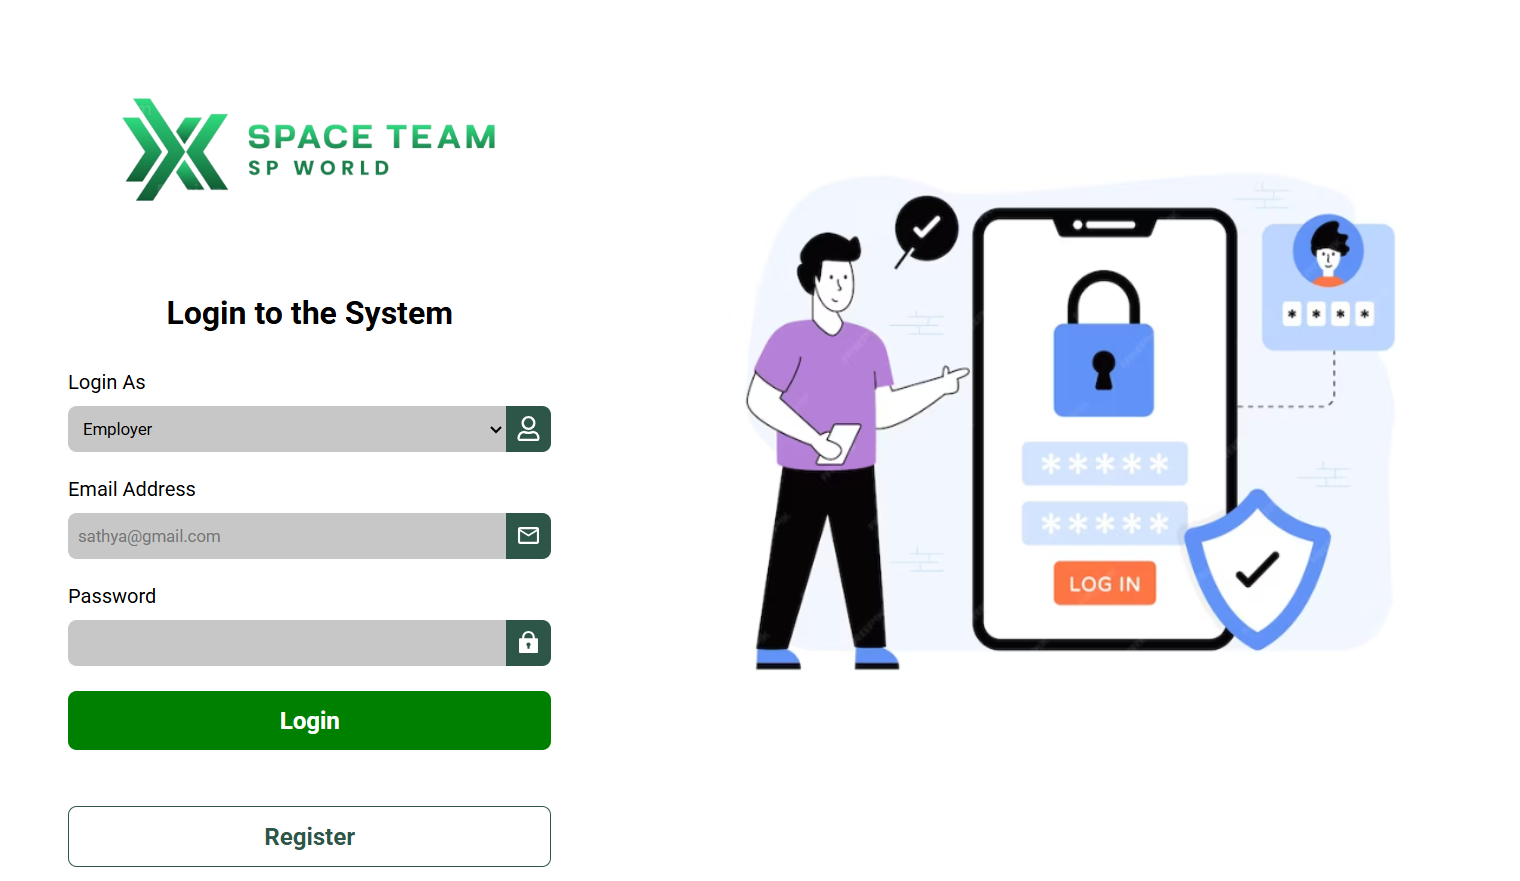 SPACE TEAM
SP WORLD
Login to the System
Login As
Employer
Email Address
sathya@gmail.com
Password
Login
Register
* * * *
*****
*****
LOG IN